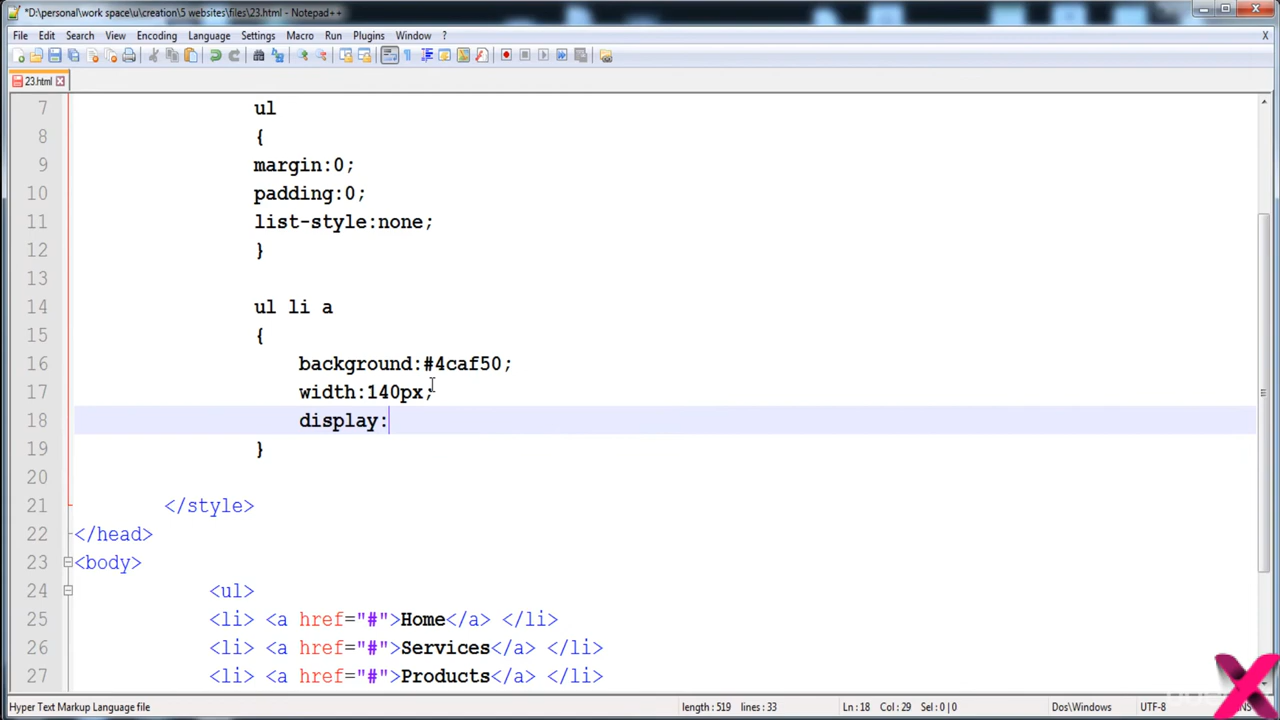 *D:\personal\work space\u\creation\5 websites\files\23.html - Notepad++
File Edit Search View Encoding Language Settings Macro Run Plugins Window ? X
23.html
7 ul
8 {
9 margin:0;
10 padding:0;
11 list-style:none;
12 }
13
14 ul li a
15 {
16 background:#4caf50;
17 width:140px;
18 display:
19 }
20
21 </style>
22 </head>
23 <body>
24 <ul>
25 <li> <a href="#">Home</a> </li>
26 <li> <a href="#">Services</a> </li>
27 <li> <a href="#">Products</a> </li>
Hyper Text Markup Language file length : 519 lines : 33 Ln : 18 Col : 29 Sel : 0 | 0 Dos\Windows UTF-8